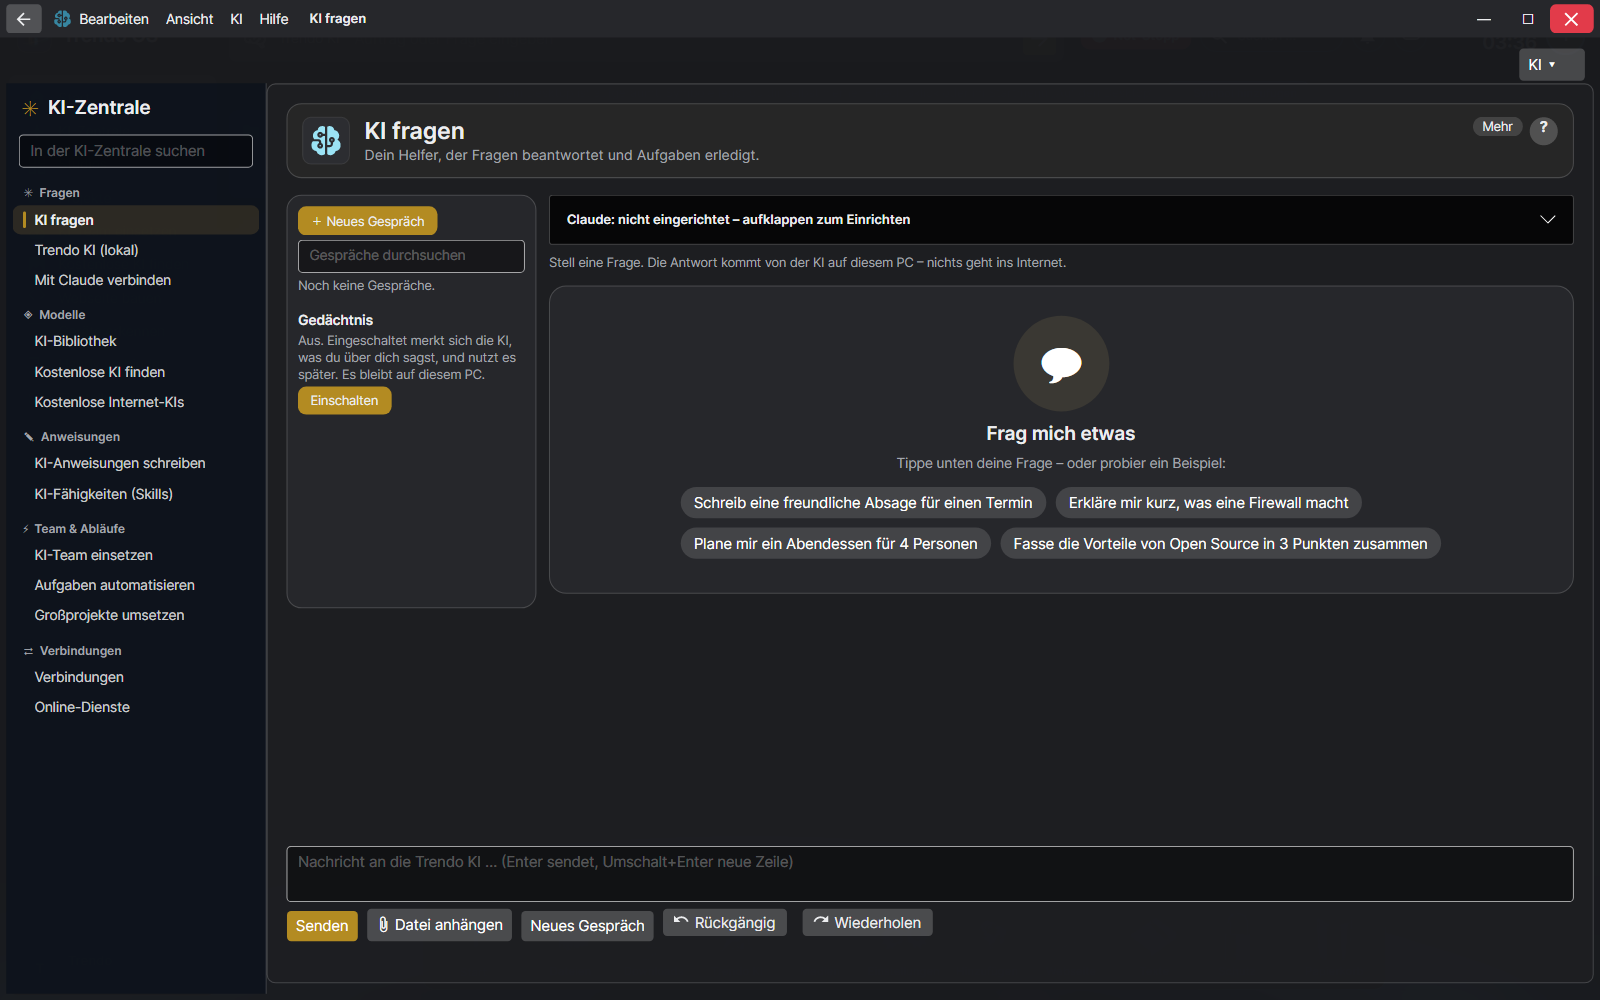 Bearbeiten Ansicht KI Hilfe KI fragen
KI ▾
KI-Zentrale
In der KI-Zentrale suchen
Fragen
KI fragen
Trendo KI (lokal)
Mit Claude verbinden
Modelle
KI-Bibliothek
Kostenlose KI finden
Kostenlose Internet-KIs
Anweisungen
KI-Anweisungen schreiben
KI-Fähigkeiten (Skills)
Team & Abläufe
KI-Team einsetzen
Aufgaben automatisieren
Großprojekte umsetzen
Verbindungen
Verbindungen
Online-Dienste
KI fragen
Dein Helfer, der Fragen beantwortet und Aufgaben erledigt.
Mehr ?
+ Neues Gespräch
Gespräche durchsuchen
Noch keine Gespräche.
Gedächtnis
Aus. Eingeschaltet merkt sich die KI,
was du über dich sagst, und nutzt es
später. Es bleibt auf diesem PC.
Einschalten
Claude: nicht eingerichtet – aufklappen zum Einrichten
Stell eine Frage. Die Antwort kommt von der KI auf diesem PC – nichts geht ins Internet.
Frag mich etwas
Tippe unten deine Frage – oder probier ein Beispiel:
Schreib eine freundliche Absage für einen Termin
Erkläre mir kurz, was eine Firewall macht
Plane mir ein Abendessen für 4 Personen
Fasse die Vorteile von Open Source in 3 Punkten zusammen
Nachricht an die Trendo KI ... (Enter sendet, Umschalt+Enter neue Zeile)
Senden Datei anhängen Neues Gespräch Rückgängig Wiederholen